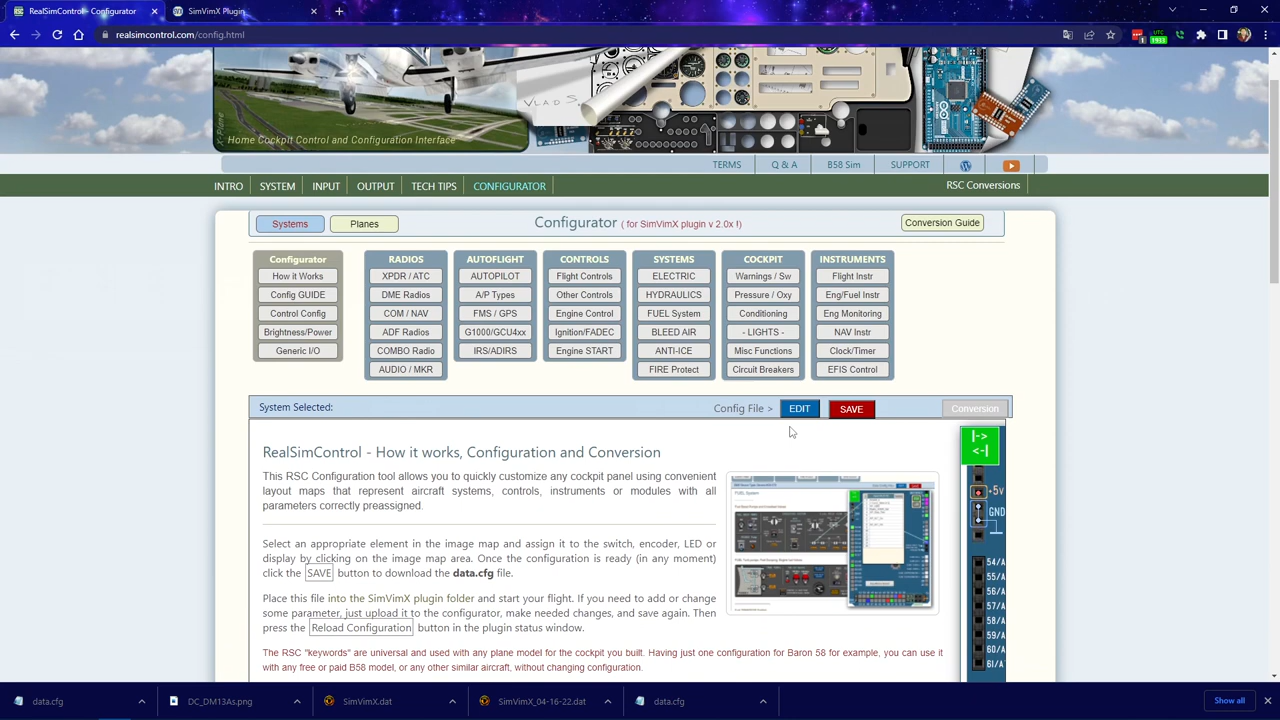 RealSimControl
SimVimX Plugin
realsimcontrol.com/config.html
1
UTC
1933
X-Plane
VLADS
Home Cockpit Control and Configuration Interface
TERMS
Q & A
B58 Sim
SUPPORT
INTRO
SYSTEM
INPUT
OUTPUT
TECH TIPS
CONFIGURATOR
RSC Conversions
Systems
Planes
Configurator ( for SimVimX plugin v 2.0x !)
Conversion Guide
Configurator
How it Works
Config GUIDE
Control Config
Brightness/Power
Generic I/O
RADIOS
XPDR / ATC
DME Radios
COM / NAV
ADF Radios
COMBO Radio
AUDIO / MKR
AUTOFLIGHT
AUTOPILOT
A/P Types
FMS / GPS
G1000/GCU4xx
IRS/ADIRS
CONTROLS
Flight Controls
Other Controls
Engine Control
Ignition/FADEC
Engine START
SYSTEMS
ELECTRIC
HYDRAULICS
FUEL System
BLEED AIR
ANTI-ICE
FIRE Protect
COCKPIT
Warnings / Sw
Pressure / Oxy
Conditioning
- LIGHTS -
Misc Functions
Circuit Breakers
INSTRUMENTS
Flight Instr
Eng/Fuel Instr
Eng Monitoring
NAV Instr
Clock/Timer
EFIS Control
System Selected:
Config File >
EDIT
SAVE
Conversion
RealSimControl - How it works, Configuration and Conversion
This RSC Configuration tool allows you to quickly customize any cockpit panel using convenient
layout maps that represent aircraft systems, controls, instruments or modules with all
parameters correctly preassigned.
Select an appropriate element in the image map and assign it to the switch, encoder, LED or
display by clicking on the image map area. Once the configuration is ready (in any moment)
click the SAVE button to download the data.cfg file.
Place this file into the SimVimX plugin folder and start your flight. If you need to add or change
some parameter, just upload it to the configurator, make needed changes, and save again. Then
press the Reload Configuration button in the plugin status window.
The RSC "keywords" are universal and used with any plane model for the cockpit you built. Having just one configuration for Baron 58 for example, you can use it
with any free or paid B58 model, or any other similar aircraft, without changing configuration.
FUEL System
|->
<-|
+5v
GND
54/A
55/A
56/A
57/A
58/A
59/A
60/A
61/A
data.cfg
DC_DM13As.png
SimVimX.dat
SimVimX_04-16-22.dat
data.cfg
Show all